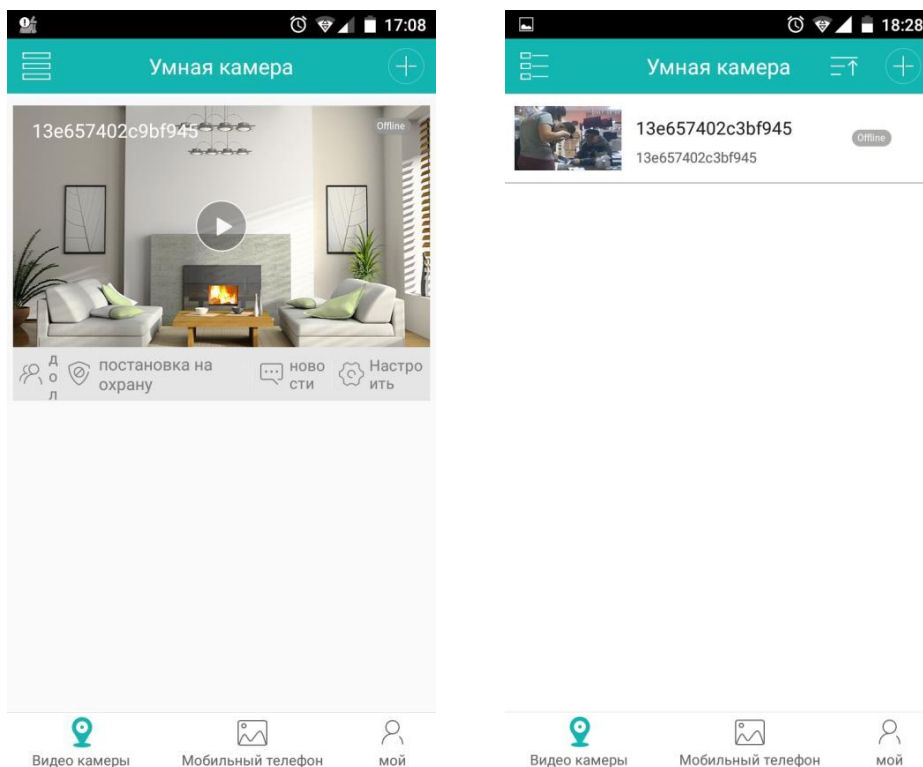 17:08
Умная камера
13e657402c9bf945
Offline
д
о
л
постановка на
охрану
ново
сти
Настро
ить
Видео камеры
Мобильный телефон
мой
18:28
Умная камера
13e657402c3bf945
Offline
13e657402c3bf945
Видео камеры
Мобильный телефон
мой